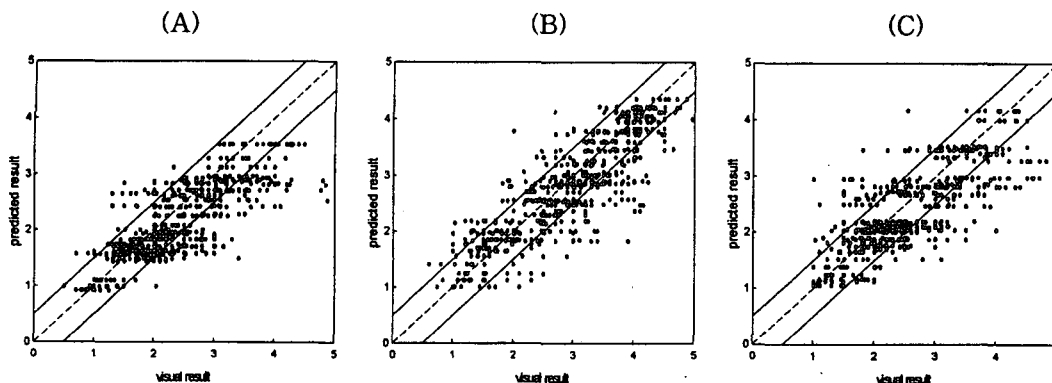 (A) (B) (C)
5 5 5
4 4 4
3 3 3
2 2 2
1 1 1
0 0 0
predicted result predicted result predicted result
0 1 2 3 4 5 0 1 2 3 4 5 0 1 2 3 4 5
visual result visual result visual result